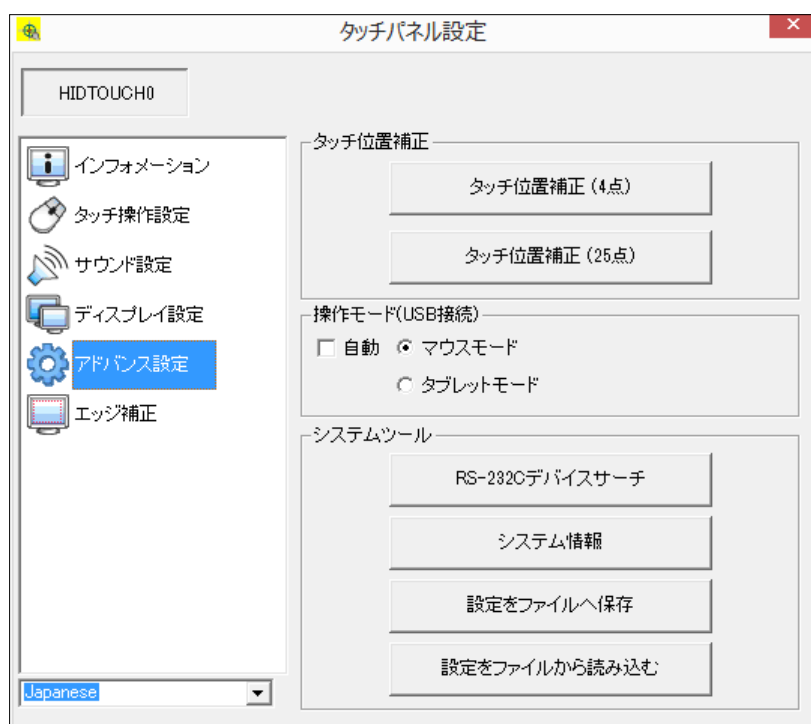 タッチパネル設定
HIDTOUCH0
インフォメーション
タッチ操作設定
サウンド設定
ディスプレイ設定
アドバンス設定
エッジ補正
Japanese
タッチ位置補正
タッチ位置補正 (4点)
タッチ位置補正 (25点)
操作モード(USB接続)
自動 マウスモード
タブレットモード
システムツール
RS-232Cデバイスサーチ
システム情報
設定をファイルへ保存
設定をファイルから読み込む